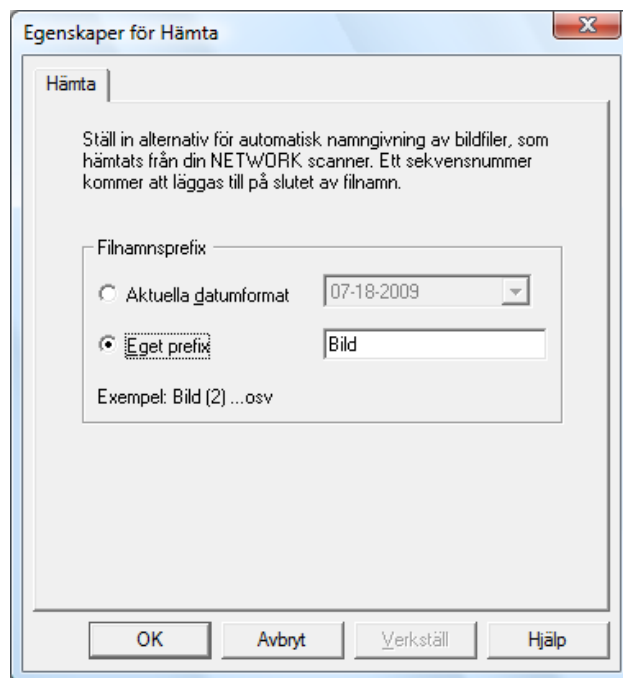 Egenskaper för Hämta
Hämta
Ställ in alternativ för automatisk namngivning av bildfiler, som
hämtats från din NETWORK scanner. Ett sekvensnummer
kommer att läggas till på slutet av filnamn.
Filnamnsprefix
Aktuella datumformat 07-18-2009
Eget prefix Bild
Exempel: Bild (2) ...osv
OK Avbryt Verkställ Hjälp